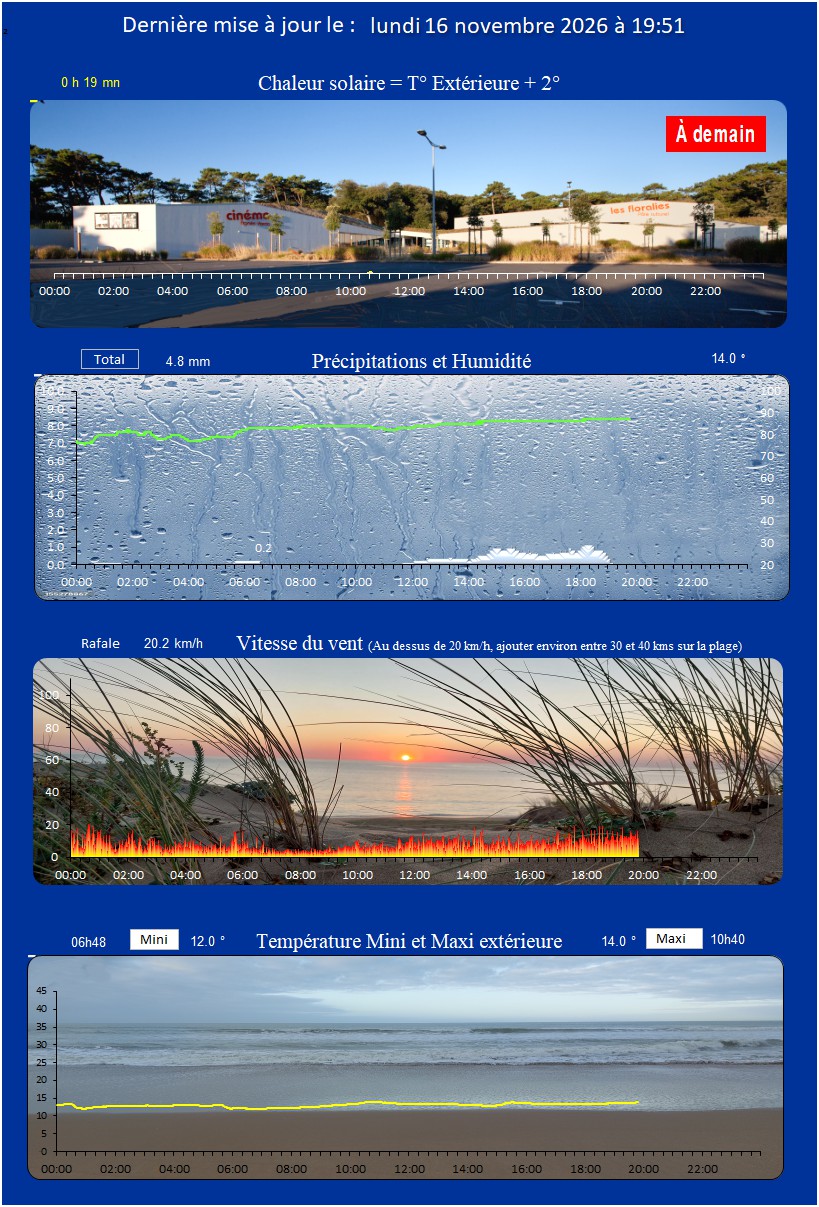 Dernière mise à jour le : lundi 16 novembre 2026 à 19:51
0 h 19 mn Chaleur solaire = T° Extérieure + 2°
À demain
cinéma
les floralies
00:00 02:00 04:00 06:00 08:00 10:00 12:00 14:00 16:00 18:00 20:00 22:00
Total 4.8 mm Précipitations et Humidité 14.0 °
10.0 100
9.0 90
8.0 80
7.0 70
6.0 60
5.0 50
4.0 40
3.0
2.0 30
1.0
0.2
0.0 20
00:00 02:00 04:00 06:00 08:00 10:00 12:00 14:00 16:00 18:00 20:00 22:00
Rafale 20.2 km/h Vitesse du vent (Au dessus de 20 km/h, ajouter environ entre 30 et 40 kms sur la plage)
100
80
60
40
20
0
00:00 02:00 04:00 06:00 08:00 10:00 12:00 14:00 16:00 18:00 20:00 22:00
06h48 Mini 12.0 ° Température Mini et Maxi extérieure 14.0 ° Maxi 10h40
45
40
35
30
25
20
15
10
5
0
00:00 02:00 04:00 06:00 08:00 10:00 12:00 14:00 16:00 18:00 20:00 22:00